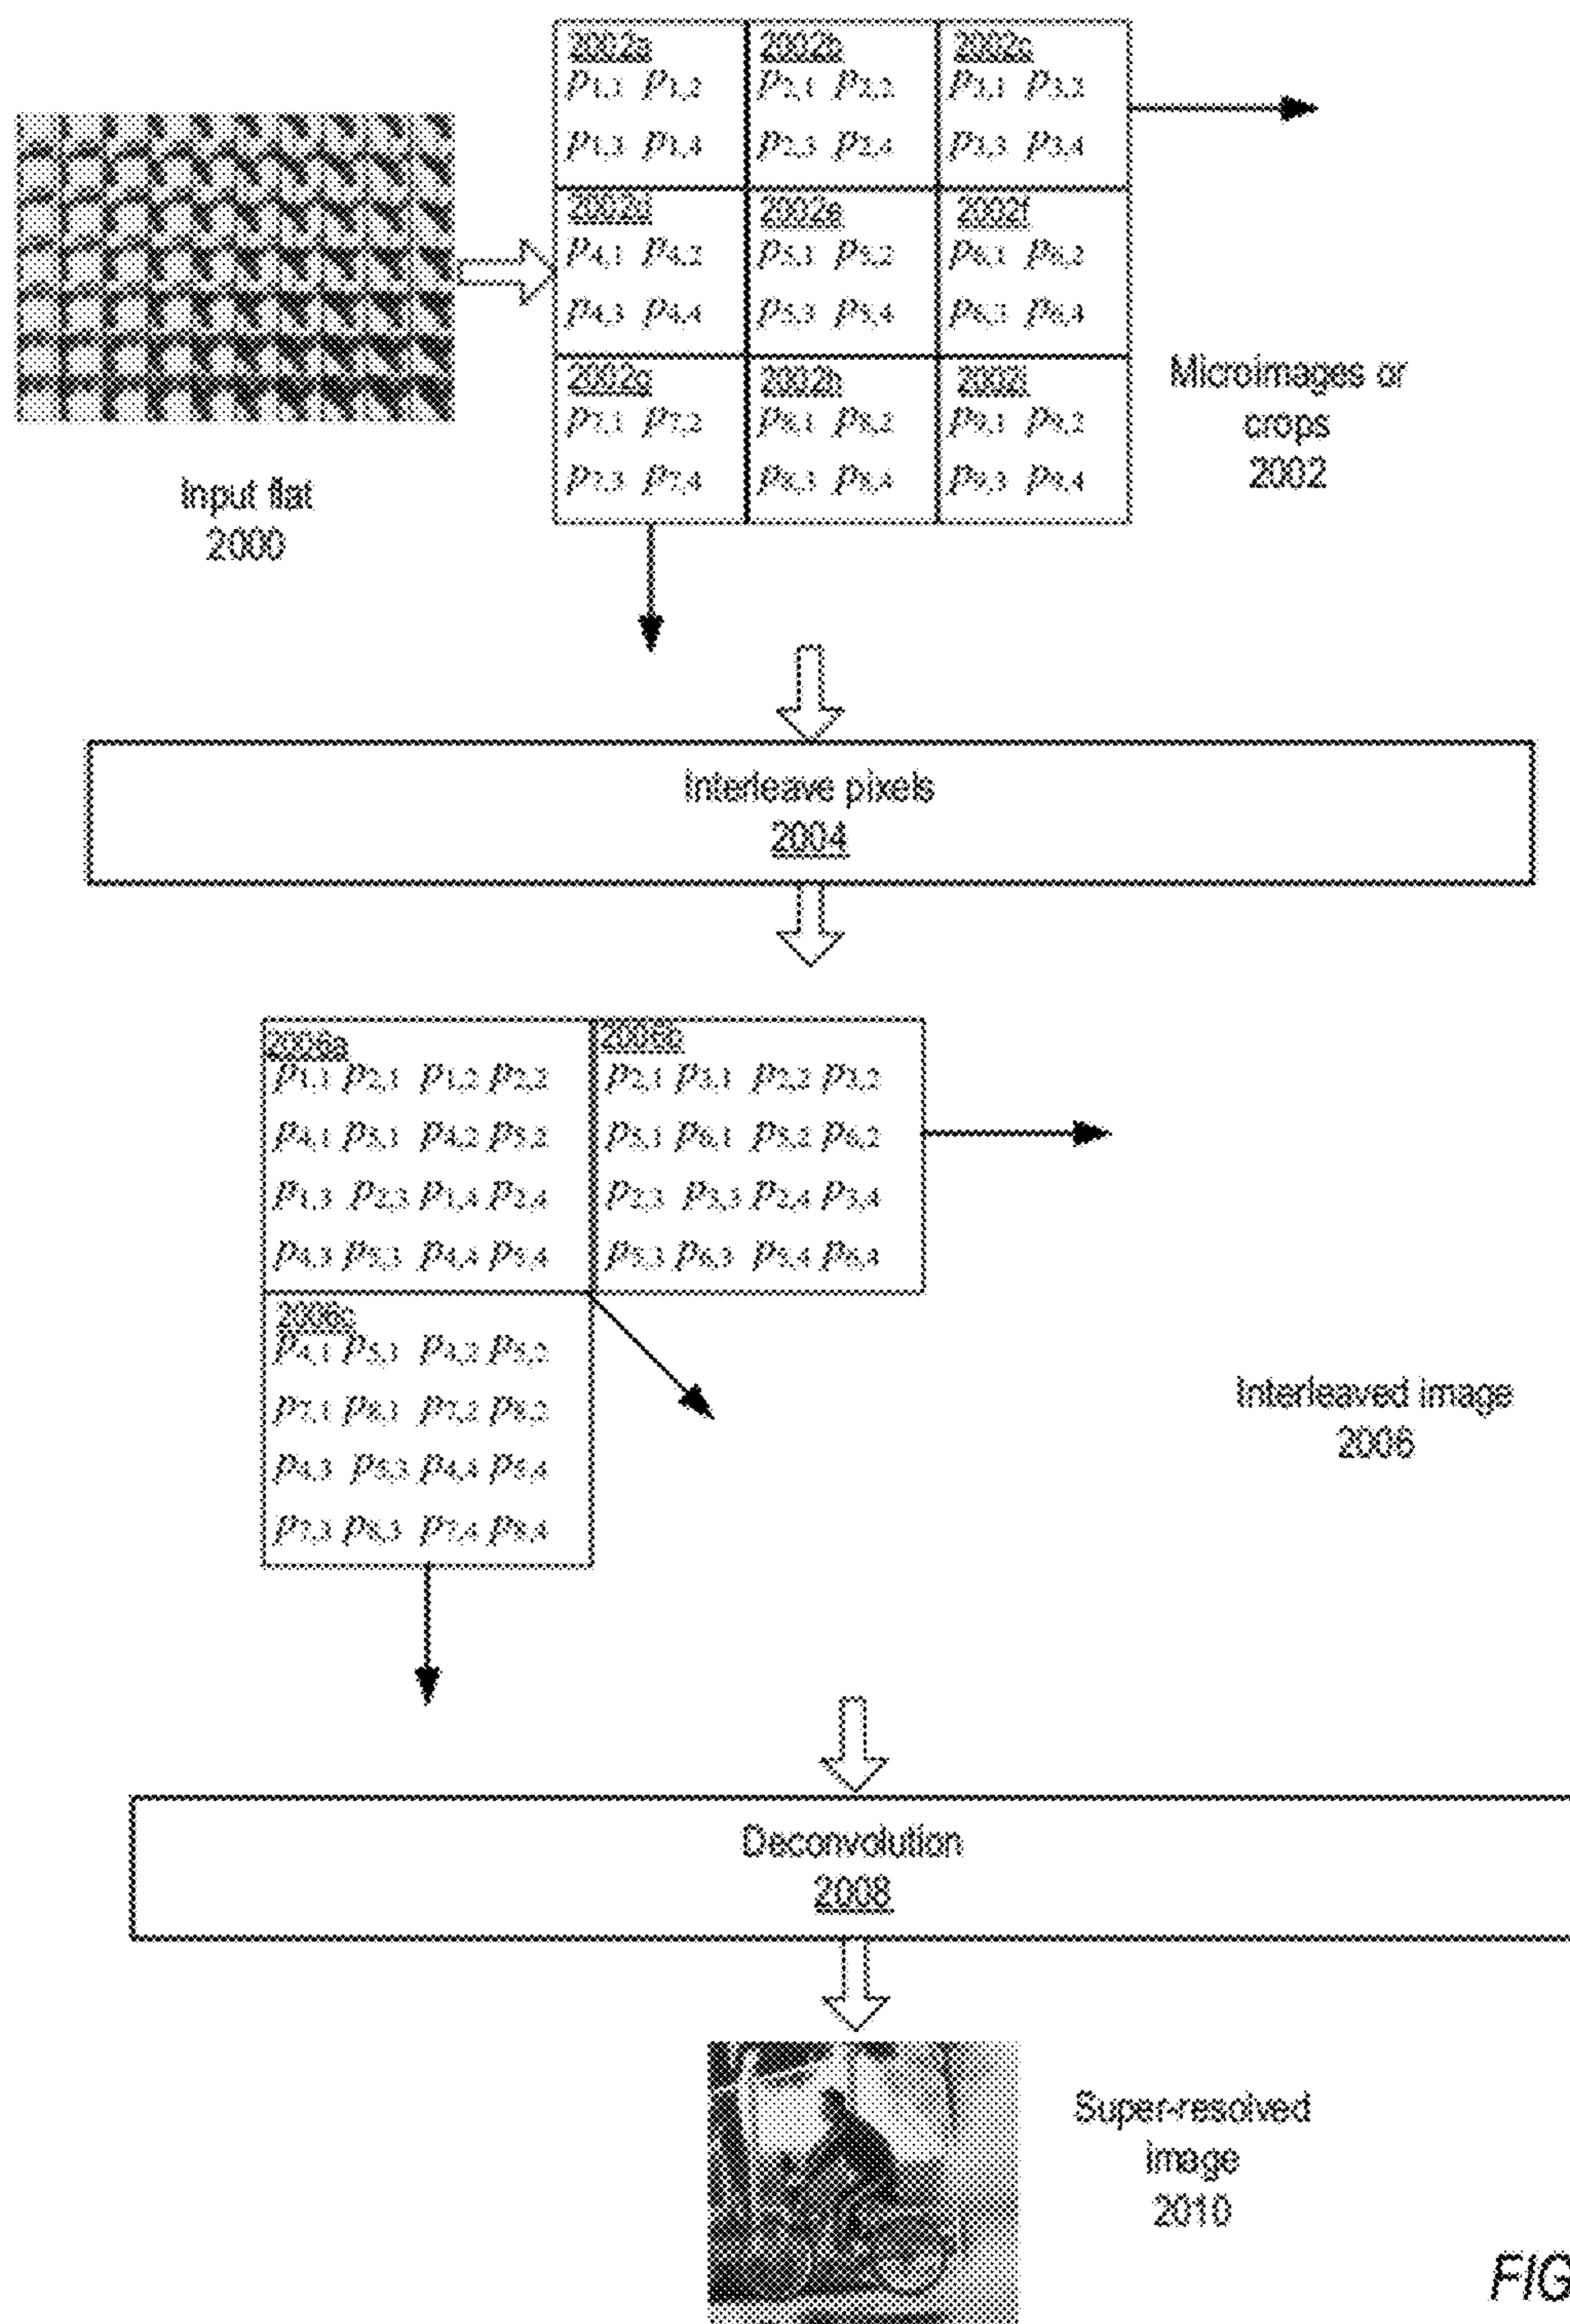 2002a 2002b 2002c
p1,1 p1,2 p2,1 p2,2 p3,1 p3,2
p1,3 p1,4 p2,3 p2,4 p3,3 p3,4
2002d 2002e 2002f
p4,1 p4,2 p5,1 p5,2 p6,1 p6,2
p4,3 p4,4 p5,3 p5,4 p6,3 p6,4
2002g 2002h 2002i
p7,1 p7,2 p8,1 p8,2 p9,1 p9,2
p7,3 p7,4 p8,3 p8,4 p9,3 p9,4
Input flat
2000
Microimages or
crops
2002
Interleave pixels
2004
2006a 2006b
p1,1 p2,1 p1,2 p2,2 p2,1 p3,1 p2,2 p3,2
p4,1 p5,1 p4,2 p5,2 p5,1 p6,1 p5,2 p6,2
p1,3 p2,3 p1,4 p2,4 p2,3 p3,3 p2,4 p3,4
p4,3 p5,3 p4,4 p5,4 p5,3 p6,3 p5,4 p6,4
2006c
p4,1 p5,1 p4,2 p5,2
p7,1 p8,1 p7,2 p8,2
p4,3 p5,3 p4,4 p5,4
p7,3 p8,3 p7,4 p8,4
Interleaved image
2006
Deconvolution
2008
Super-resolved
image
2010
FIG